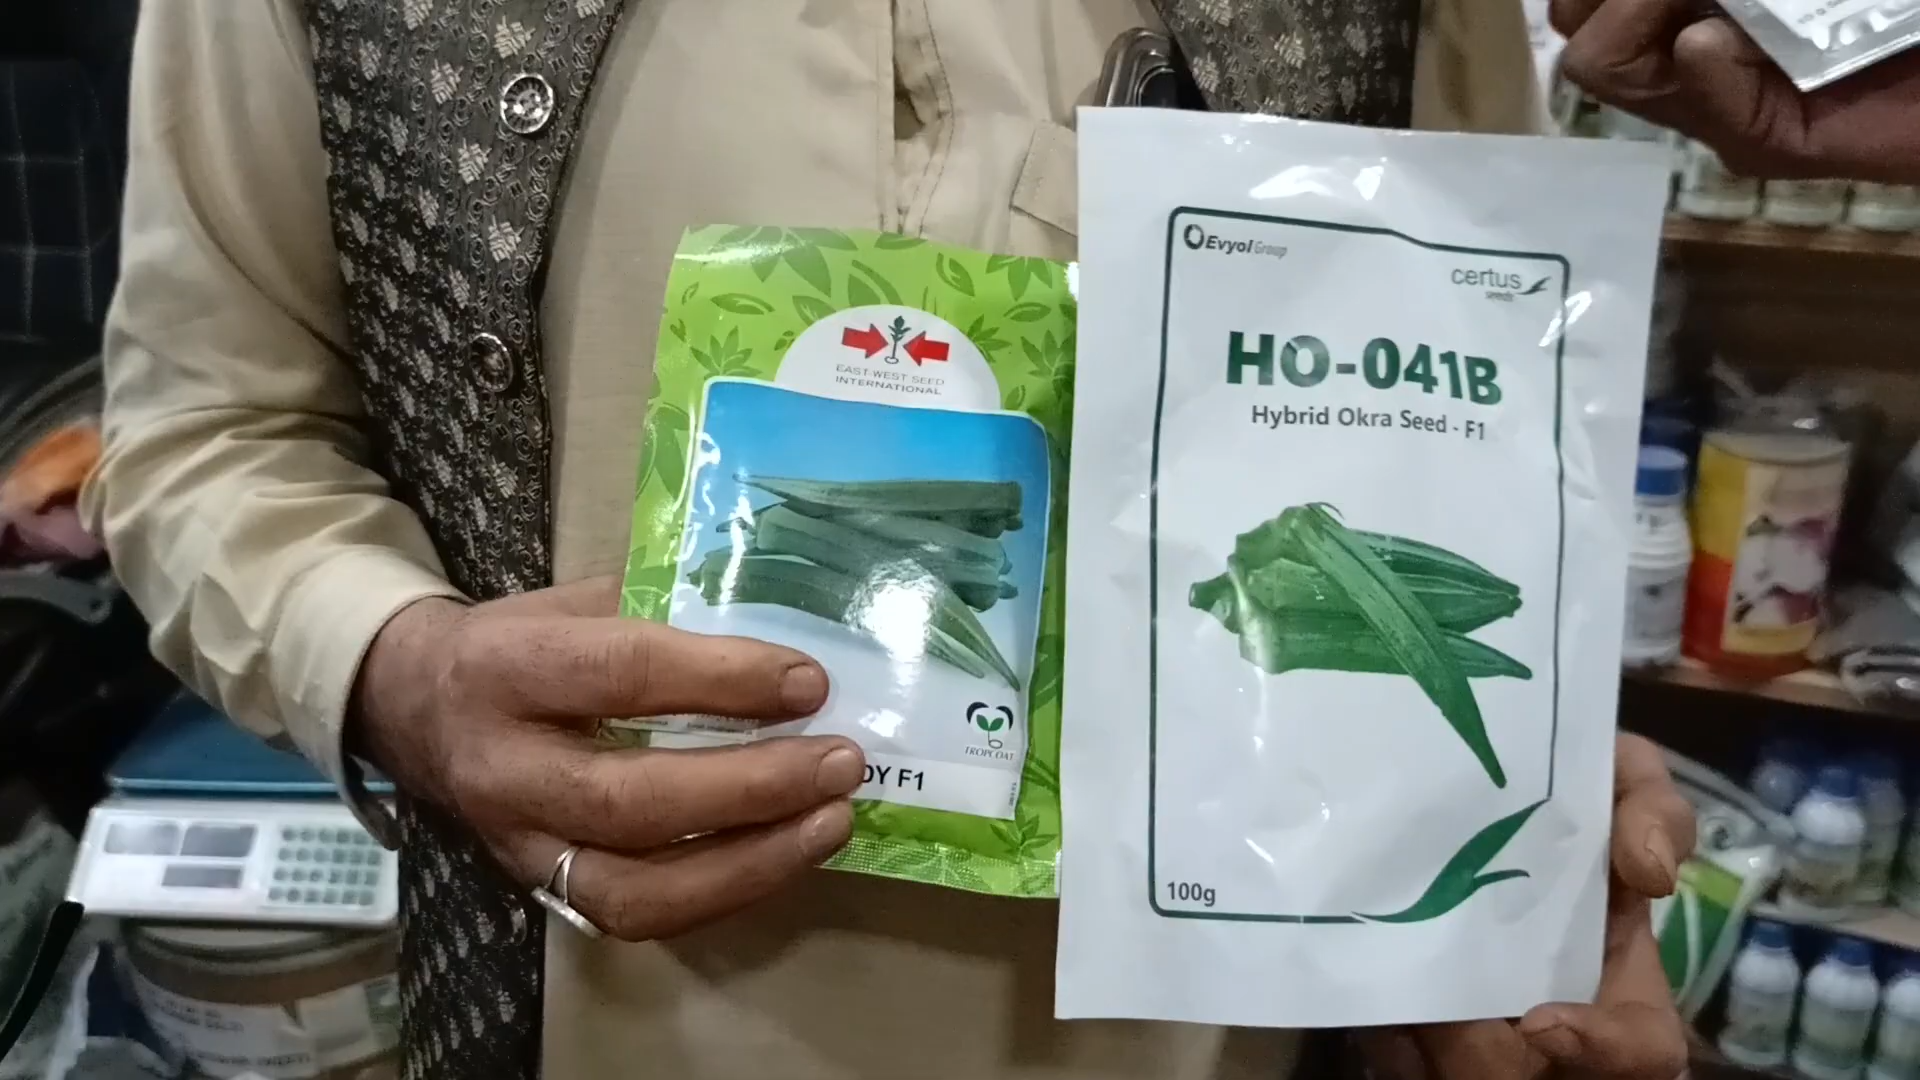 EAST-WEST SEED
INTERNATIONAL
TROPCOAT
DY F1
Evyol Group
certus
seeds
HO-041B
Hybrid Okra Seed - F1
100g